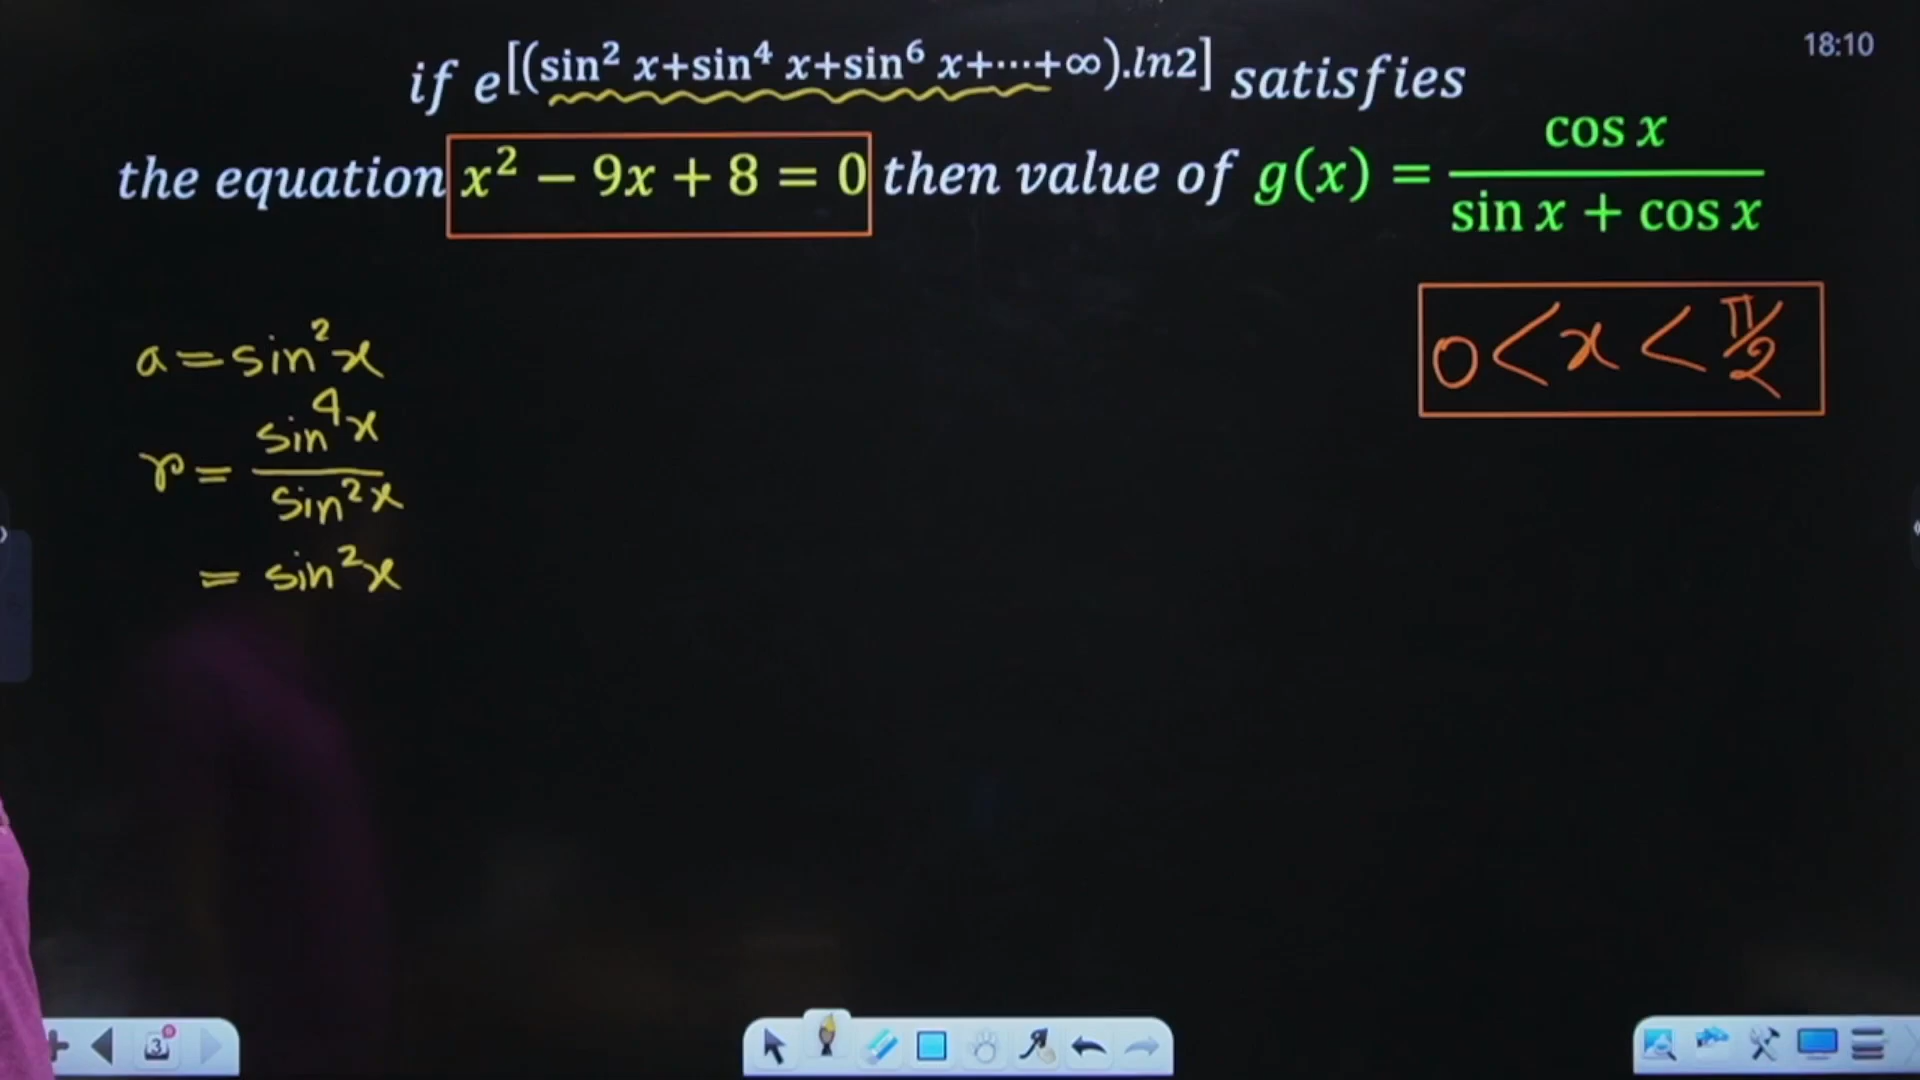 18:10
if e^[(sin² x+sin⁴ x+sin⁶ x+⋯+∞).ln2] satisfies
the equation x² − 9x + 8 = 0 then value of g(x) = cos x / (sin x + cos x)
0 < x < π/2
a = sin²x
r = sin⁴x / sin²x
= sin²x
3